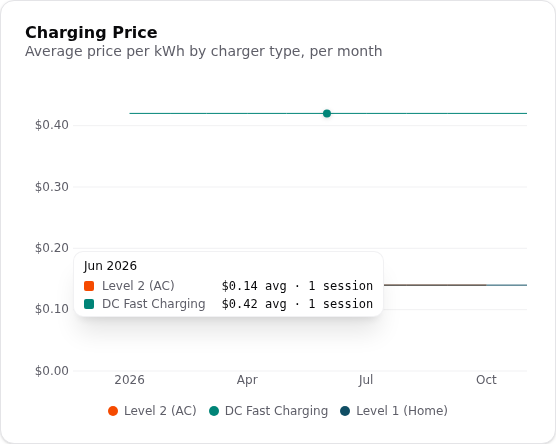 Charging Price
Average price per kWh by charger type, per month
$0.40
$0.30
$0.20
Jun 2026
Level 2 (AC) $0.14 avg · 1 session
DC Fast Charging $0.42 avg · 1 session
$0.10
$0.00
2026 Apr Jul Oct
Level 2 (AC) DC Fast Charging Level 1 (Home)